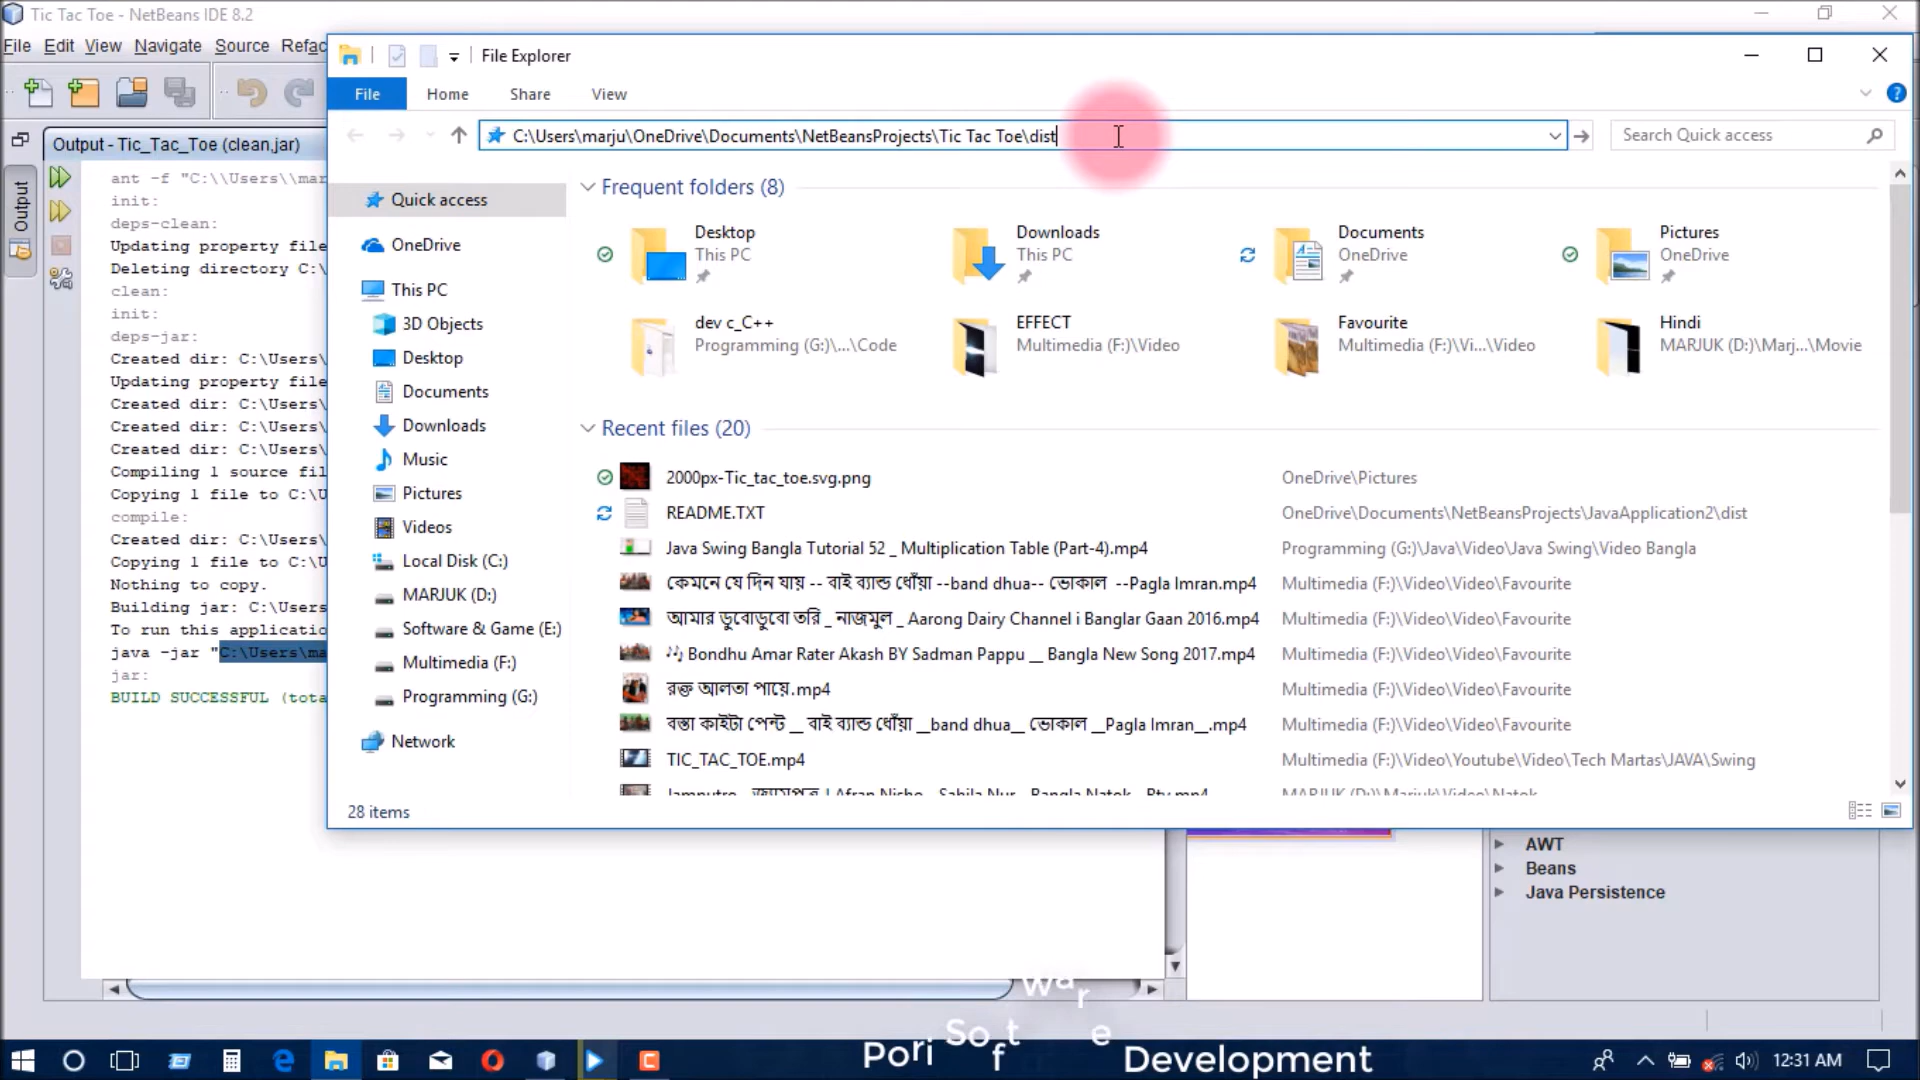 Tic Tac Toe - NetBeans IDE 8.2
File Edit View Navigate Source Refac
File Explorer
File Home Share View
C:\Users\marju\OneDrive\Documents\NetBeansProjects\Tic Tac Toe\dist
Search Quick access
Output - Tic_Tac_Toe (clean,jar)
Output
ant -f "C:\\Users\\mar
init:
deps-clean:
Updating property file
Deleting directory C:\
clean:
init:
deps-jar:
Created dir: C:\Users\
Updating property file
Created dir: C:\Users\
Created dir: C:\Users\
Created dir: C:\Users\
Compiling 1 source fil
Copying 1 file to C:\U
compile:
Created dir: C:\Users\
Copying 1 file to C:\U
Nothing to copy.
Building jar: C:\Users
To run this applicatio
java -jar "C:\Users\ma
jar:
BUILD SUCCESSFUL (tota
Quick access
OneDrive
This PC
3D Objects
Desktop
Documents
Downloads
Music
Pictures
Videos
Local Disk (C:)
MARJUK (D:)
Software & Game (E:)
Multimedia (F:)
Programming (G:)
Network
Frequent folders (8)
Desktop
This PC
Downloads
This PC
Documents
OneDrive
Pictures
OneDrive
dev c_C++
Programming (G:)\...\Code
EFFECT
Multimedia (F:)\Video
Favourite
Multimedia (F:)\Vi...\Video
Hindi
MARJUK (D:)\Marj...\Movie
Recent files (20)
2000px-Tic_tac_toe.svg.png OneDrive\Pictures
README.TXT OneDrive\Documents\NetBeansProjects\JavaApplication2\dist
Java Swing Bangla Tutorial 52 _ Multiplication Table (Part-4).mp4 Programming (G:)\Java\Video\Java Swing\Video Bangla
কেমনে যে দিন যায় -- বাই ব্যান্ড ধোঁয়া --band dhua-- ভোকাল --Pagla Imran.mp4 Multimedia (F:)\Video\Video\Favourite
আমার ডুবোডুবো তরি _ নাজমুল _ Aarong Dairy Channel i Banglar Gaan 2016.mp4 Multimedia (F:)\Video\Video\Favourite
🎶 Bondhu Amar Rater Akash BY Sadman Pappu __ Bangla New Song 2017.mp4 Multimedia (F:)\Video\Video\Favourite
রক্ত আলতা পায়ে.mp4 Multimedia (F:)\Video\Video\Favourite
বস্তা কাইটা পেন্ট __ বাই ব্যান্ড ধোঁয়া __band dhua__ ভোকাল __Pagla Imran__.mp4 Multimedia (F:)\Video\Video\Favourite
TIC_TAC_TOE.mp4 Multimedia (F:)\Video\Youtube\Video\Tech Martas\JAVA\Swing
28 items
AWT
Beans
Java Persistence
Pori Software Development
12:31 AM